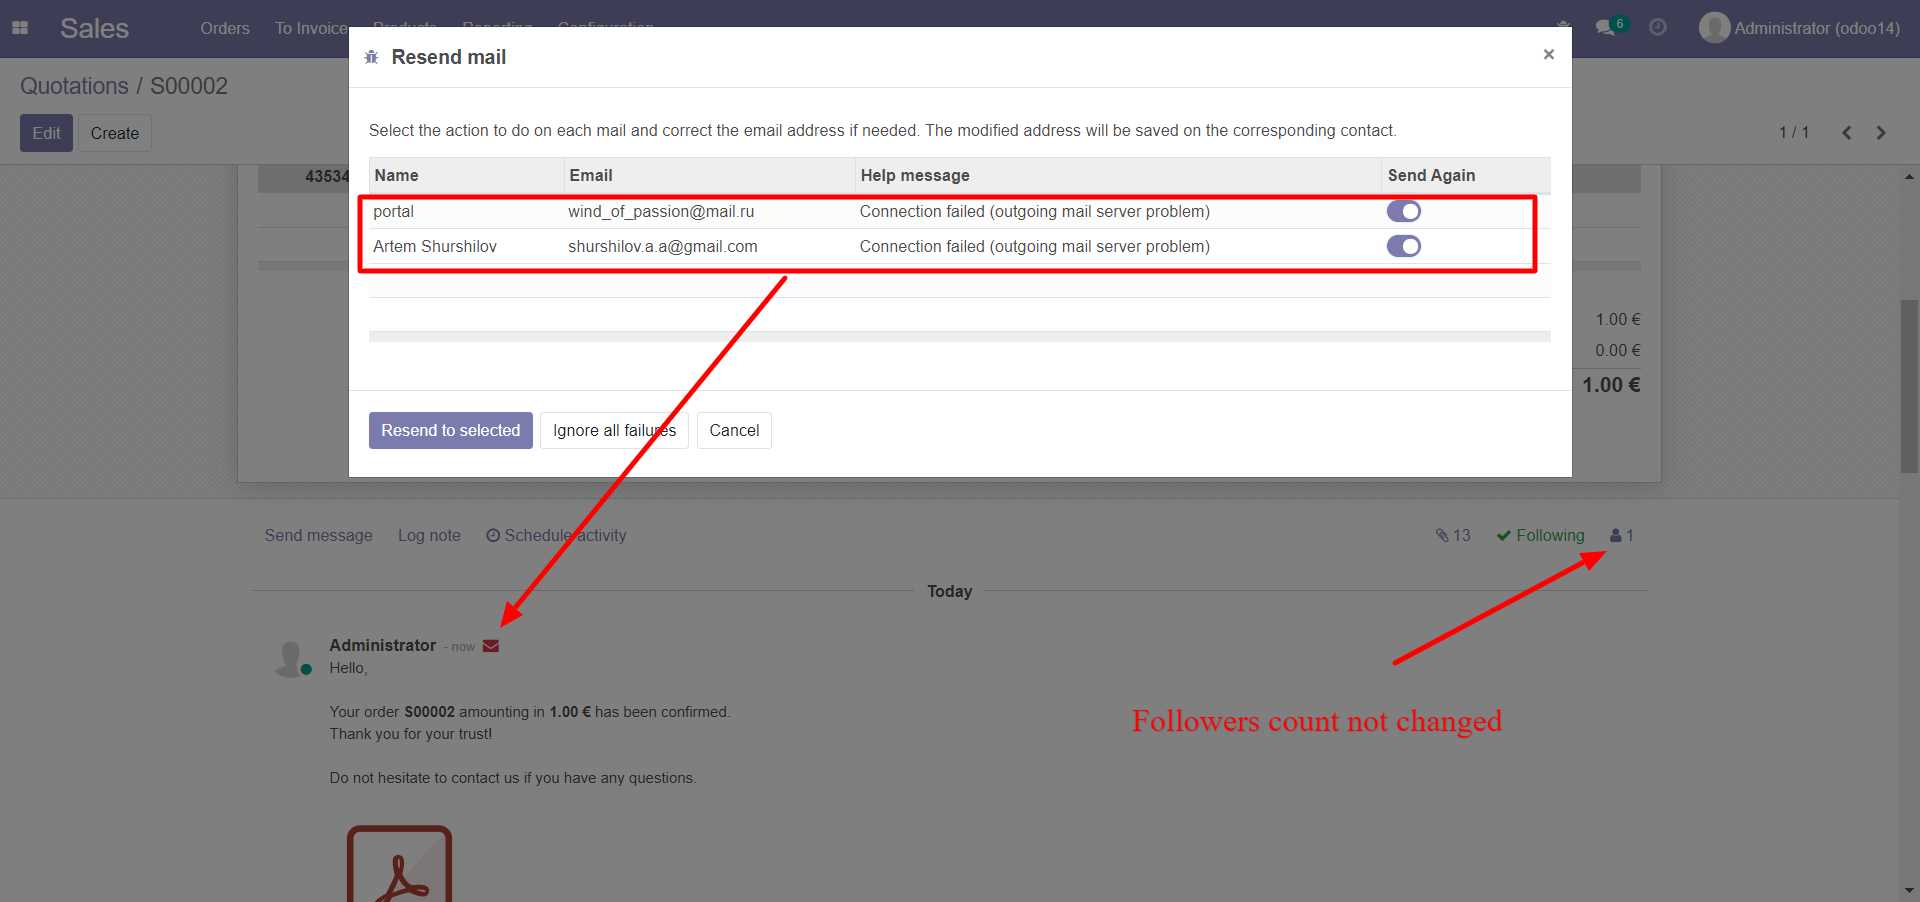 Sales Orders To Invoice Products Reporting Configuration 6 Administrator (odoo14)
Resend mail ×
Quotations / S00002
Edit Create 1 / 1
Select the action to do on each mail and correct the email address if needed. The modified address will be saved on the corresponding contact.
43534 Name Email Help message Send Again
portal wind_of_passion@mail.ru Connection failed (outgoing mail server problem)
Artem Shurshilov shurshilov.a.a@gmail.com Connection failed (outgoing mail server problem)
1.00 €
0.00 €
1.00 €
Resend to selected Ignore all failures Cancel
Send message Log note Schedule activity 13 Following 1
Today
Administrator - now
Hello,
Your order S00002 amounting in 1.00 € has been confirmed.
Thank you for your trust!
Do not hesitate to contact us if you have any questions.
Followers count not changed